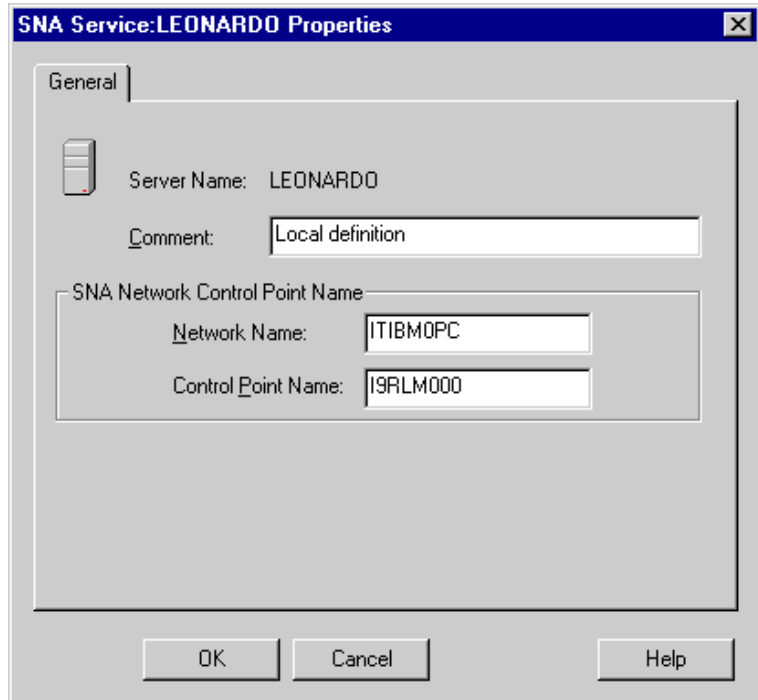 SNA Service:LEONARDO Properties
General
Server Name: LEONARDO
Comment: Local definition
SNA Network Control Point Name
Network Name: ITIBM0PC
Control Point Name: I9RLM000
OK Cancel Help